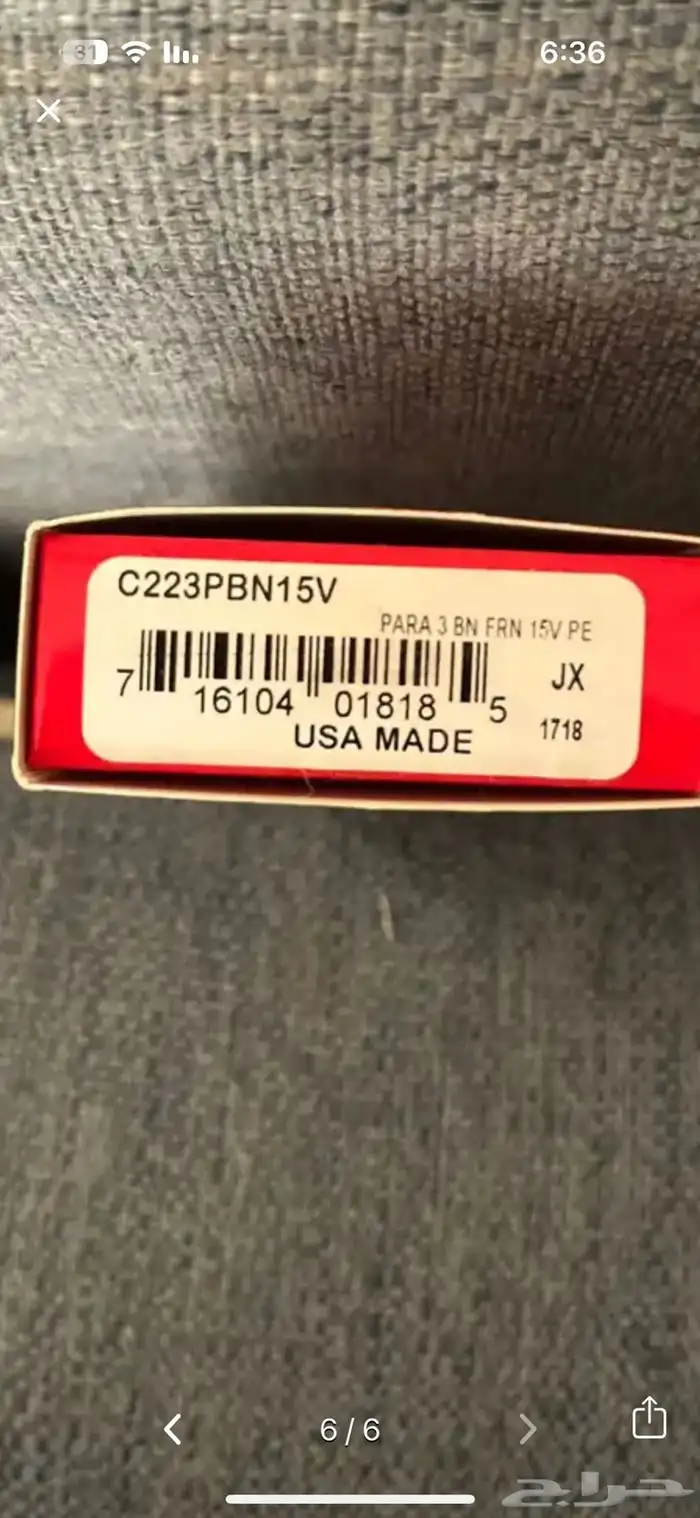 31
6:36
C223PBN15V
PARA 3 BN FRN 15V PE
7 16104 01818 5
JX
USA MADE
1718
6 / 6
حراج